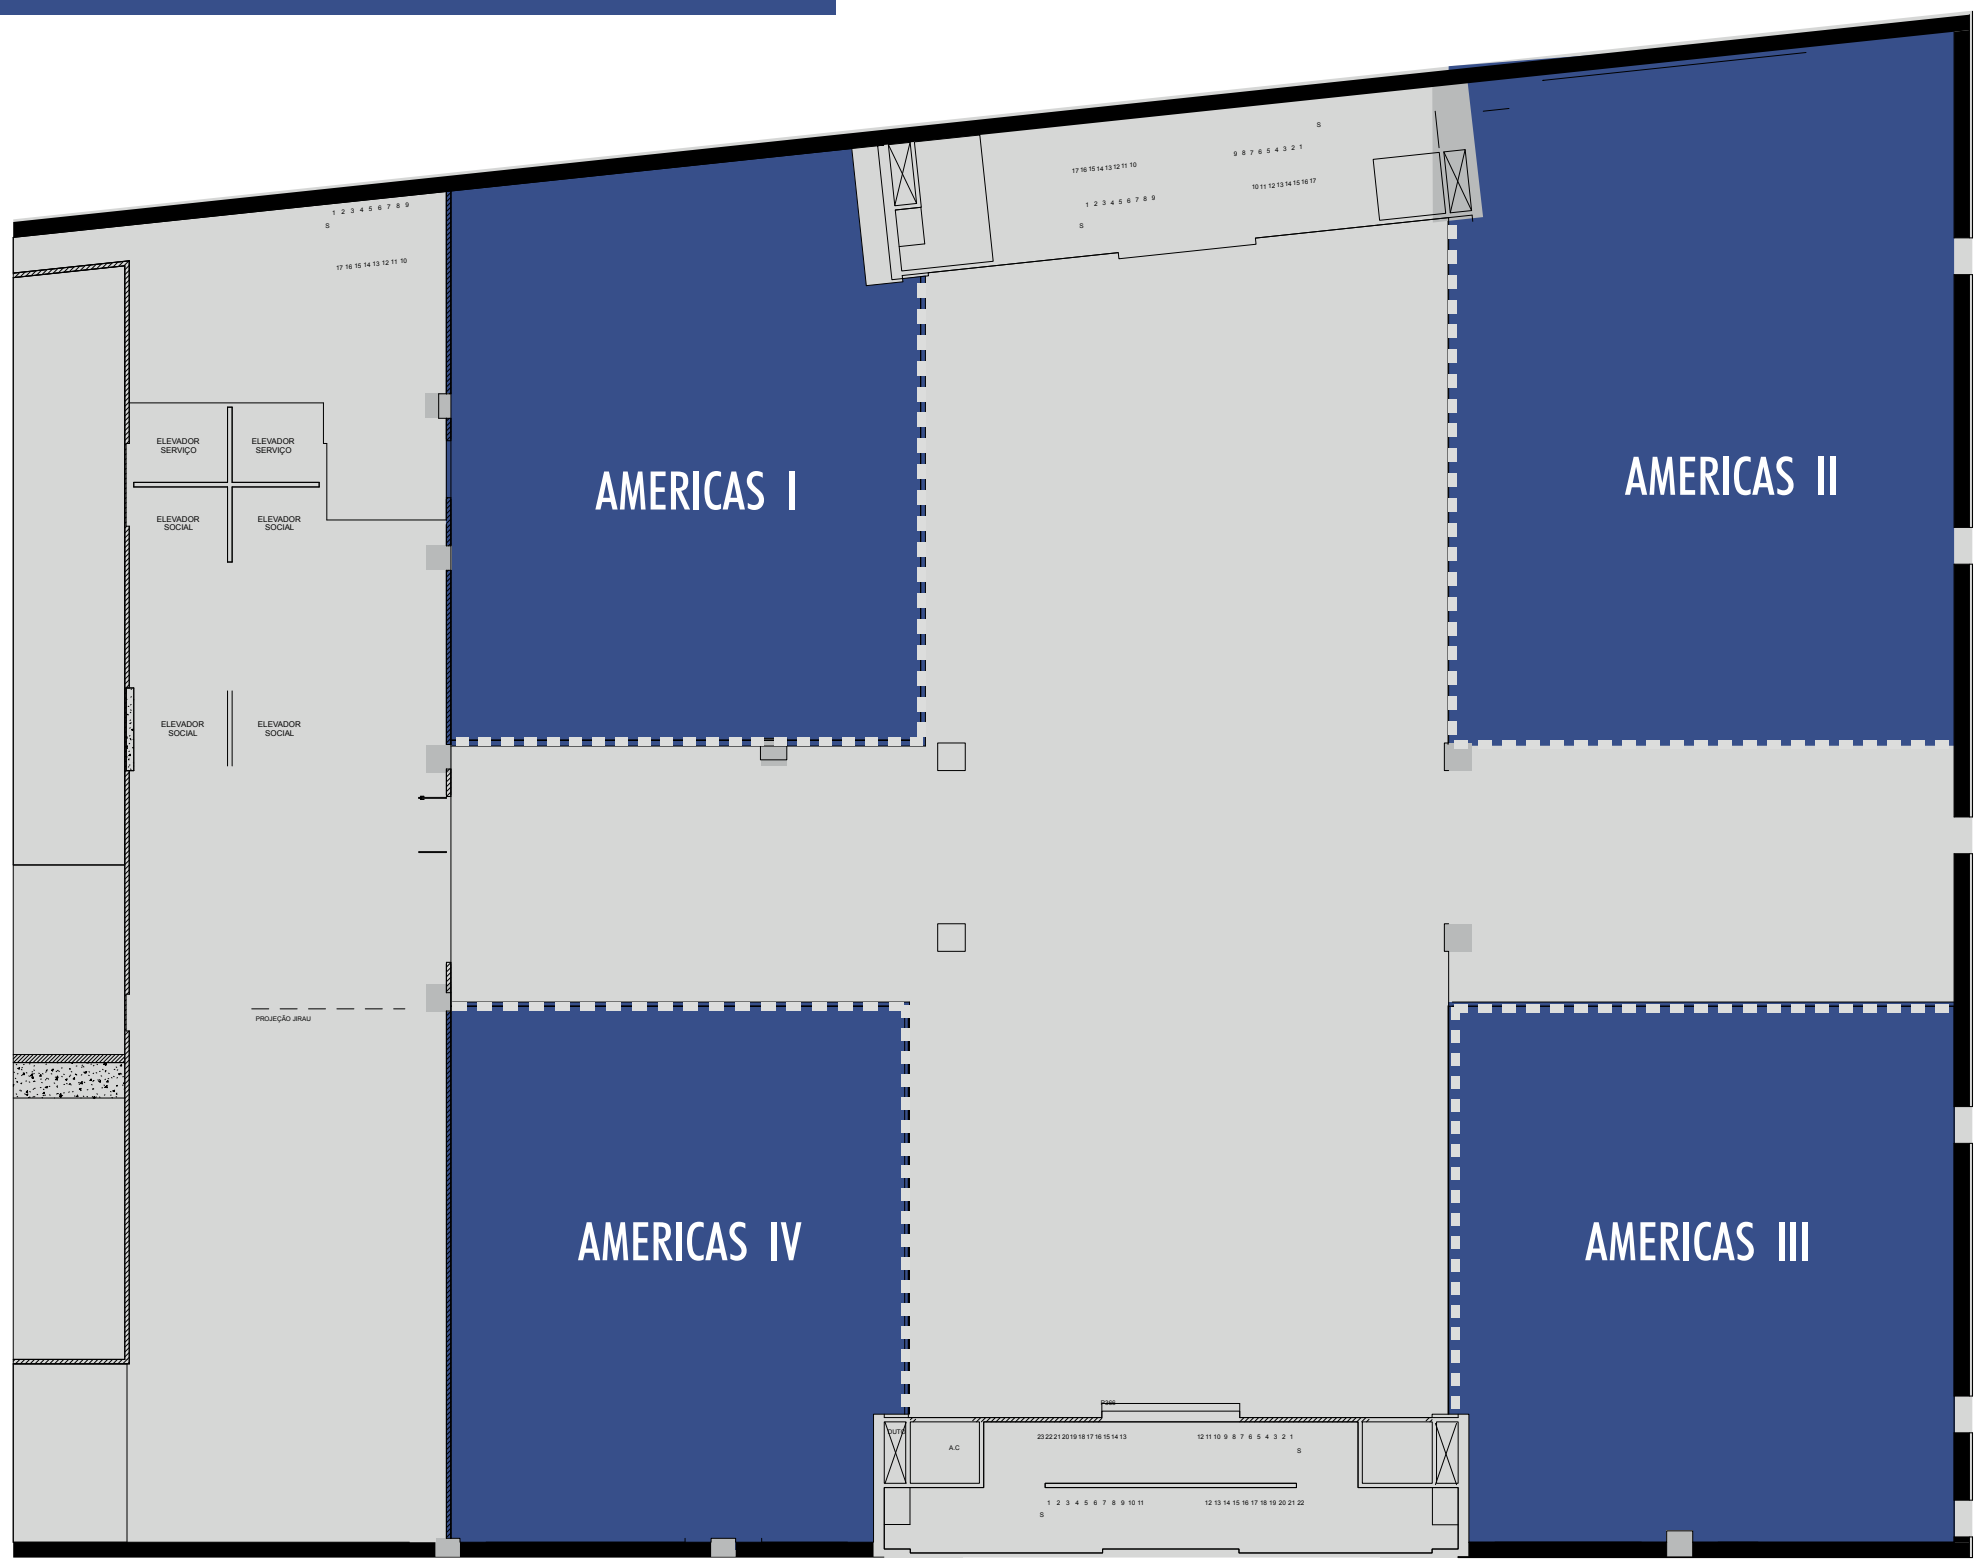 S
9 8 7 6 5 4 3 2 1
17 16 15 14 13 12 11 10
10 11 12 13 14 15 16 17
1 2 3 4 5 6 7 8 9
S
1 2 3 4 5 6 7 8 9
S
17 16 15 14 13 12 11 10
ELEVADOR
SERVIÇO
ELEVADOR
SERVIÇO
AMERICAS I
AMERICAS II
ELEVADOR
SOCIAL
ELEVADOR
SOCIAL
ELEVADOR
SOCIAL
ELEVADOR
SOCIAL
PROJEÇÃO JIRAU
AMERICAS IV
AMERICAS III
DUTO
A.C
23 22 21 20 19 18 17 16 15 14 13
12 11 10 9 8 7 6 5 4 3 2 1
S
1 2 3 4 5 6 7 8 9 10 11
12 13 14 15 16 17 18 19 20 21 22
S